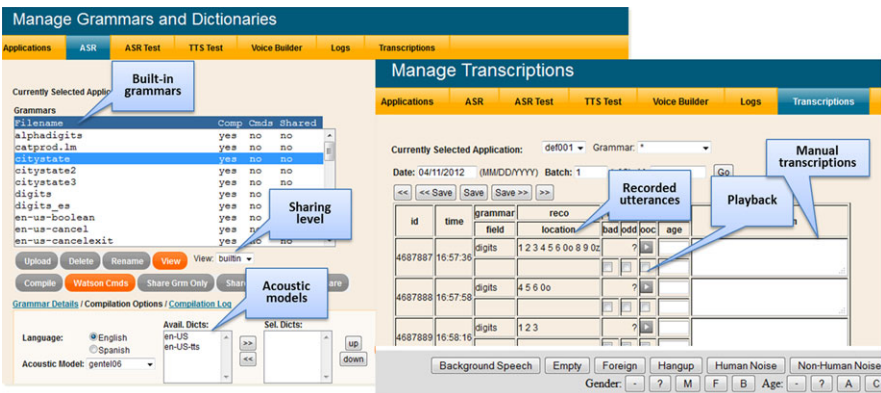 Manage Grammars and Dictionaries
Applications ASR ASR Test TTS Test Voice Builder Logs Transcriptions
Built-in
grammars
Currently Selected
Grammars
Filename Comp Cmds Shared
alphadigits yes no no
catprod.lm yes no no
citystate yes no no
citystate2 yes no no
citystate3 yes no no
digits yes no no
digits_es yes no
en-us-boolean yes no
en-us-cancel yes no
en-us-cancelexit yes no
Sharing
level
Upload Delete Rename View View: builtin
Compile Watson Cmds Share Grm Only
Acoustic
models
Grammar Details / Compilation Options / Compilation Log
Avail. Dicts: Sel. Dicts:
Language: English
Spanish
en-US
en-US-tts
>>
<<
up
down
Acoustic Model: gentel06
Manage Transcriptions
Applications ASR ASR Test TTS Test Voice Builder Logs Transcriptions
Currently Selected Application: def001 Grammar: *
Manual
transcriptions
Date: 04/11/2012 (MM/DD/YYYY) Batch: 1 Go
<< << Save Save Save >> >>
Recorded
utterances
Playback
id time grammar reco
field location bad odd ooc age
4687887 16:57:36 digits 1 2 3 4 5 6 0o 8 9 0z ?
4687888 16:57:58 digits 4 5 6 0o ?
4687889 16:58:16 digits 1 2 3 ?
Background Speech Empty Foreign Hangup Human Noise Non-Human Noise
Gender: - ? M F B Age: - ? A C